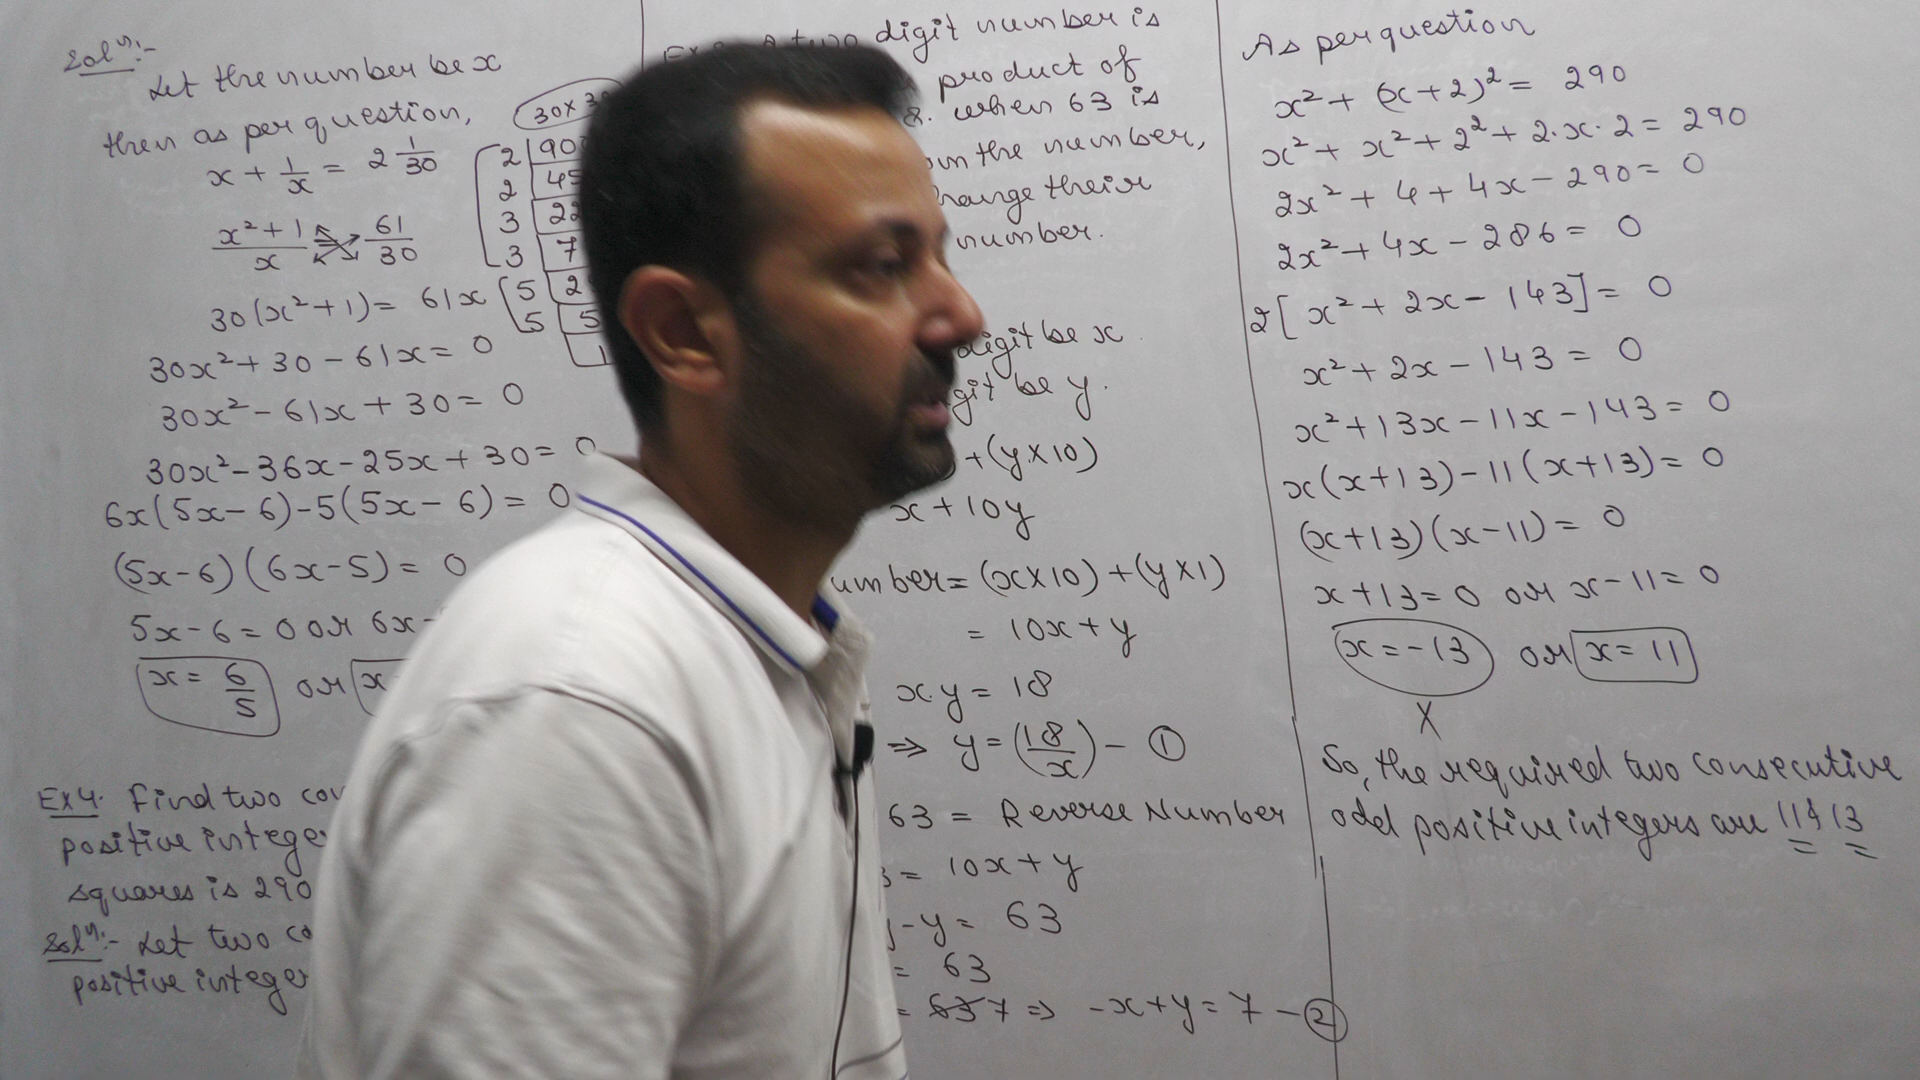 Solⁿ:-
Let the number be x
then as per question,
x + 1/x = 2 1/30
x²+1/x 61/30
30(x²+1) = 61x
30x² + 30 - 61x = 0
30x² - 61x + 30 = 0
30x² - 36x - 25x + 30 = 0
6x(5x - 6) - 5(5x - 6) = 0
(5x - 6)(6x - 5) = 0
5x - 6 = 0 or 6x -
x = 6/5 or x
Ex4. Find two
positive
squares is 290
Solⁿ:- Let two
positive
30 x
2 | 90
2 | 45
3 | 22
3 | 7
5 | 2
5 | 5
1
A two digit number is
product of
when 63 is
the number,
their
number.
digit be x.
be y.
+ (y x 10)
x + 10y
= (x x 10) + (y x 1)
= 10x + y
x.y = 18
⇒ y = (18/x) - ①
63 = Reverse Number
= 10x + y
- y = 63
= 63
= 63 7 ⇒ -x + y = 7 - ②
As per question
x² + (x + 2)² = 290
x² + x² + 2² + 2.x.2 = 290
2x² + 4 + 4x - 290 = 0
2x² + 4x - 286 = 0
2[x² + 2x - 143] = 0
x² + 2x - 143 = 0
x² + 13x - 11x - 143 = 0
x(x + 13) - 11(x + 13) = 0
(x + 13)(x - 11) = 0
x + 13 = 0 or x - 11 = 0
x = -13 or x = 11
X
So, the required two consecutive
odd positive integers are 11 & 13